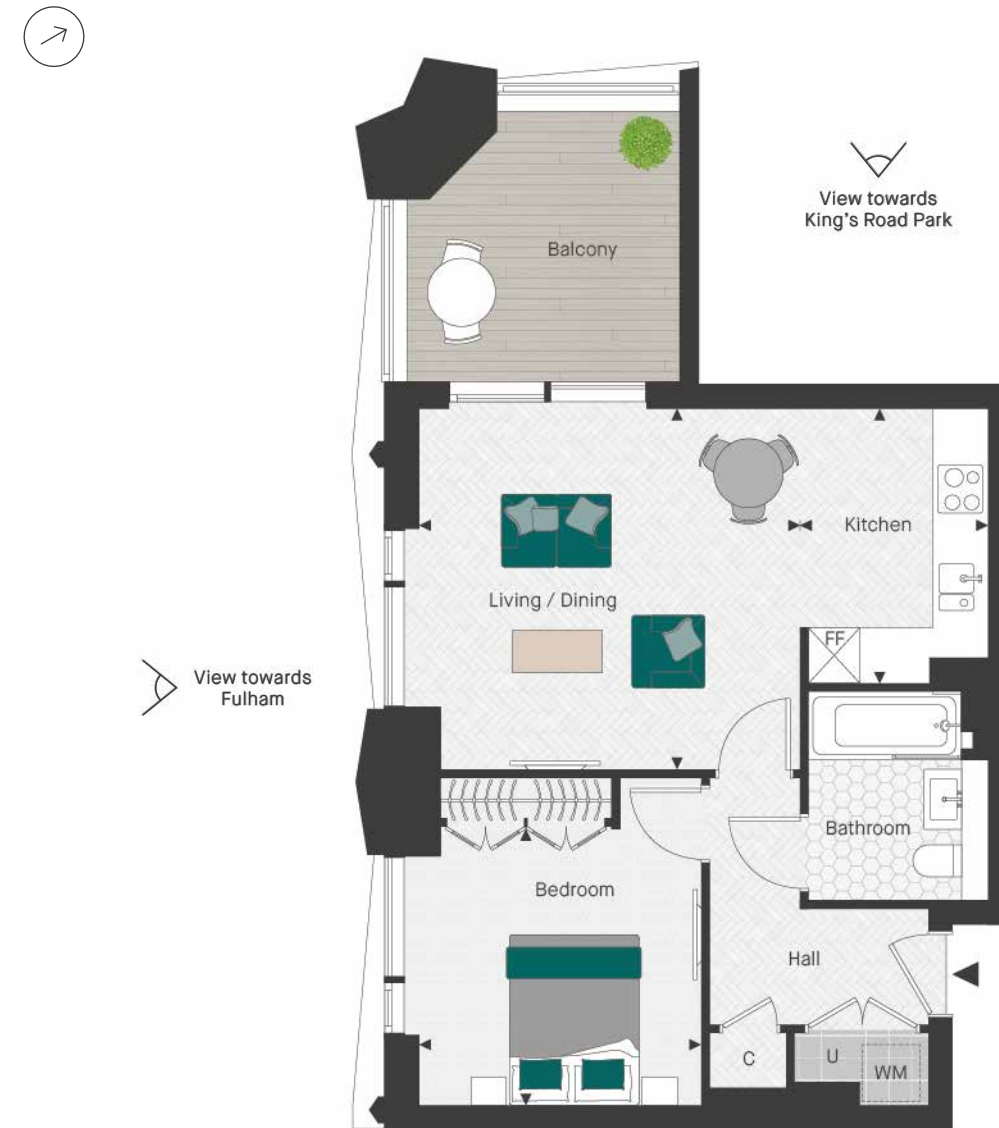 View towards
King's Road Park
Balcony
Kitchen
Living / Dining
FF
View towards
Fulham
Bathroom
Bedroom
Hall
C
U
WM